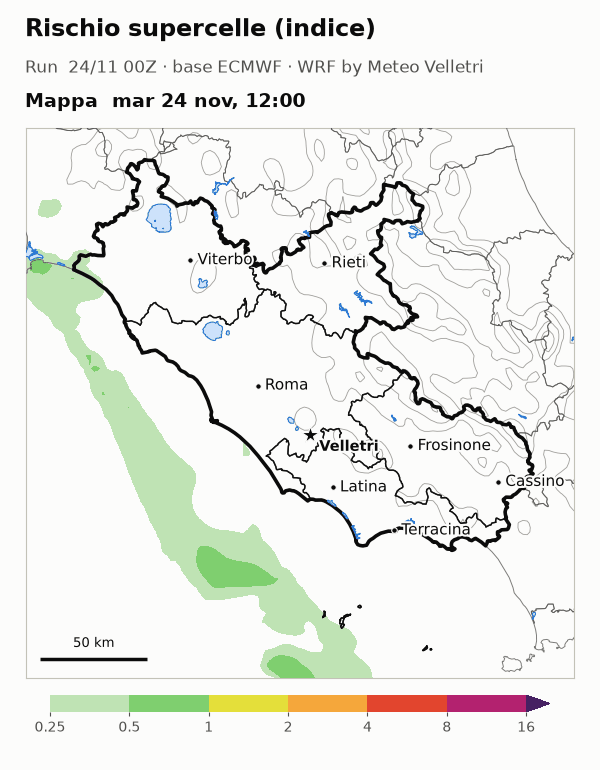 Rischio supercelle (indice)
Run  24/11 00Z · base ECMWF · WRF by Meteo Velletri
Mappa  mar 24 nov, 12:00
Viterbo
Rieti
Roma
Velletri
Frosinone
Cassino
Latina
Terracina
50 km
0.25 0.5 1 2 4 8 16